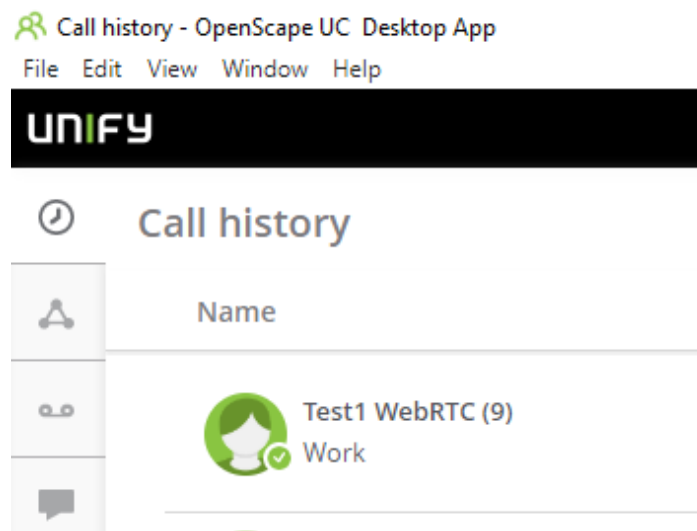 Call history - OpenScape UC Desktop App
File Edit View Window Help
UNIFY
Call history
Name
Test1 WebRTC (9)
Work